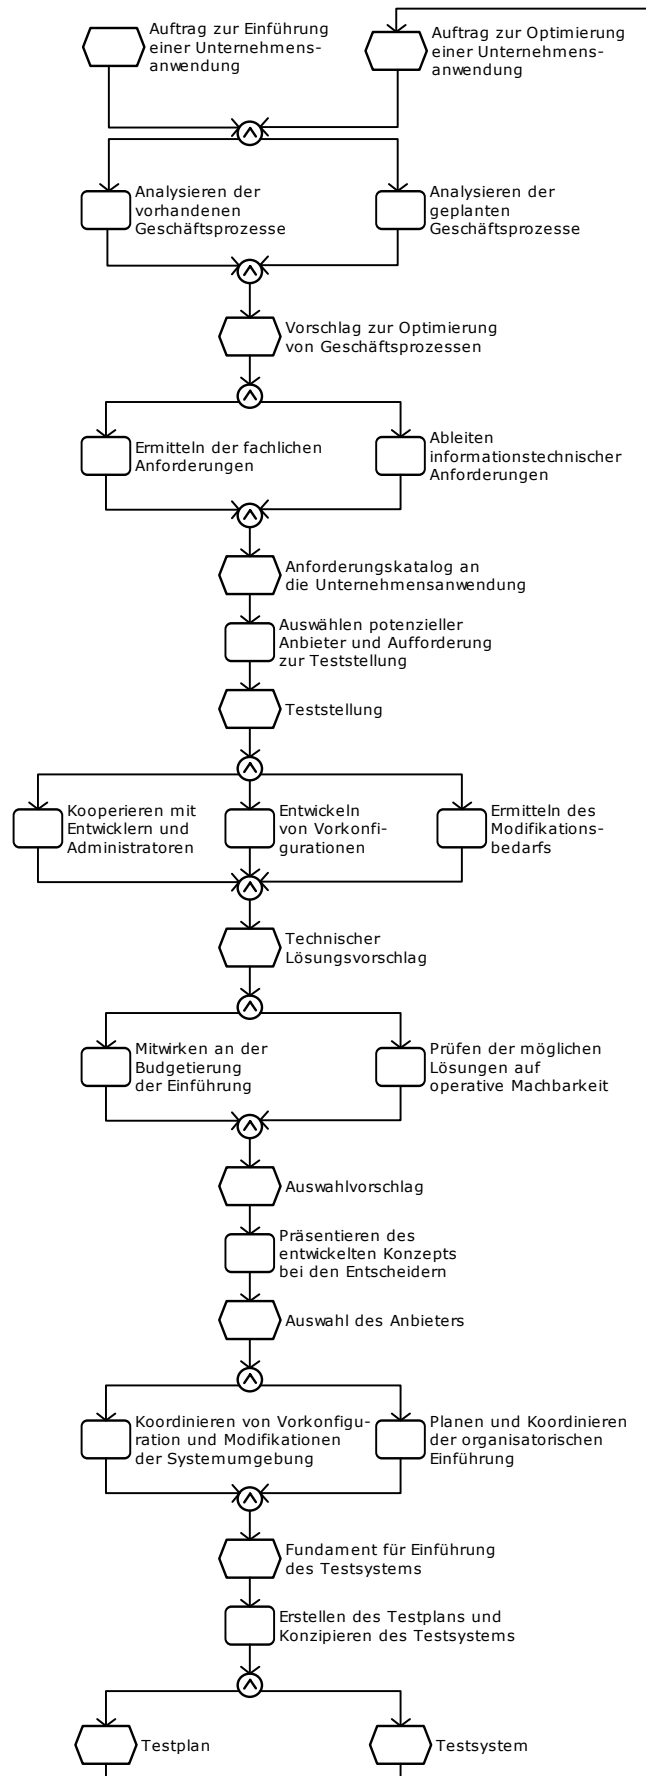 Auftrag zur Einführung
einer Unternehmens-
anwendung
Auftrag zur Optimierung
einer Unternehmens-
anwendung
Analysieren der
vorhandenen
Geschäftsprozesse
Analysieren der
geplanten
Geschäftsprozesse
Vorschlag zur Optimierung
von Geschäftsprozessen
Ermitteln der fachlichen
Anforderungen
Ableiten
informationstechnischer
Anforderungen
Anforderungskatalog an
die Unternehmensanwendung
Auswählen potenzieller
Anbieter und Aufforderung
zur Teststellung
Teststellung
Kooperieren mit
Entwicklern und
Administratoren
Entwickeln
von Vorkonfi-
gurationen
Ermitteln des
Modifikations-
bedarfs
Technischer
Lösungsvorschlag
Mitwirken an der
Budgetierung
der Einführung
Prüfen der möglichen
Lösungen auf
operative Machbarkeit
Auswahlvorschlag
Präsentieren des
entwickelten Konzepts
bei den Entscheidern
Auswahl des Anbieters
Koordinieren von Vorkonfigu-
ration und Modifikationen
der Systemumgebung
Planen und Koordinieren
der organisatorischen
Einführung
Fundament für Einführung
des Testsystems
Erstellen des Testplans und
Konzipieren des Testsystems
Testplan
Testsystem